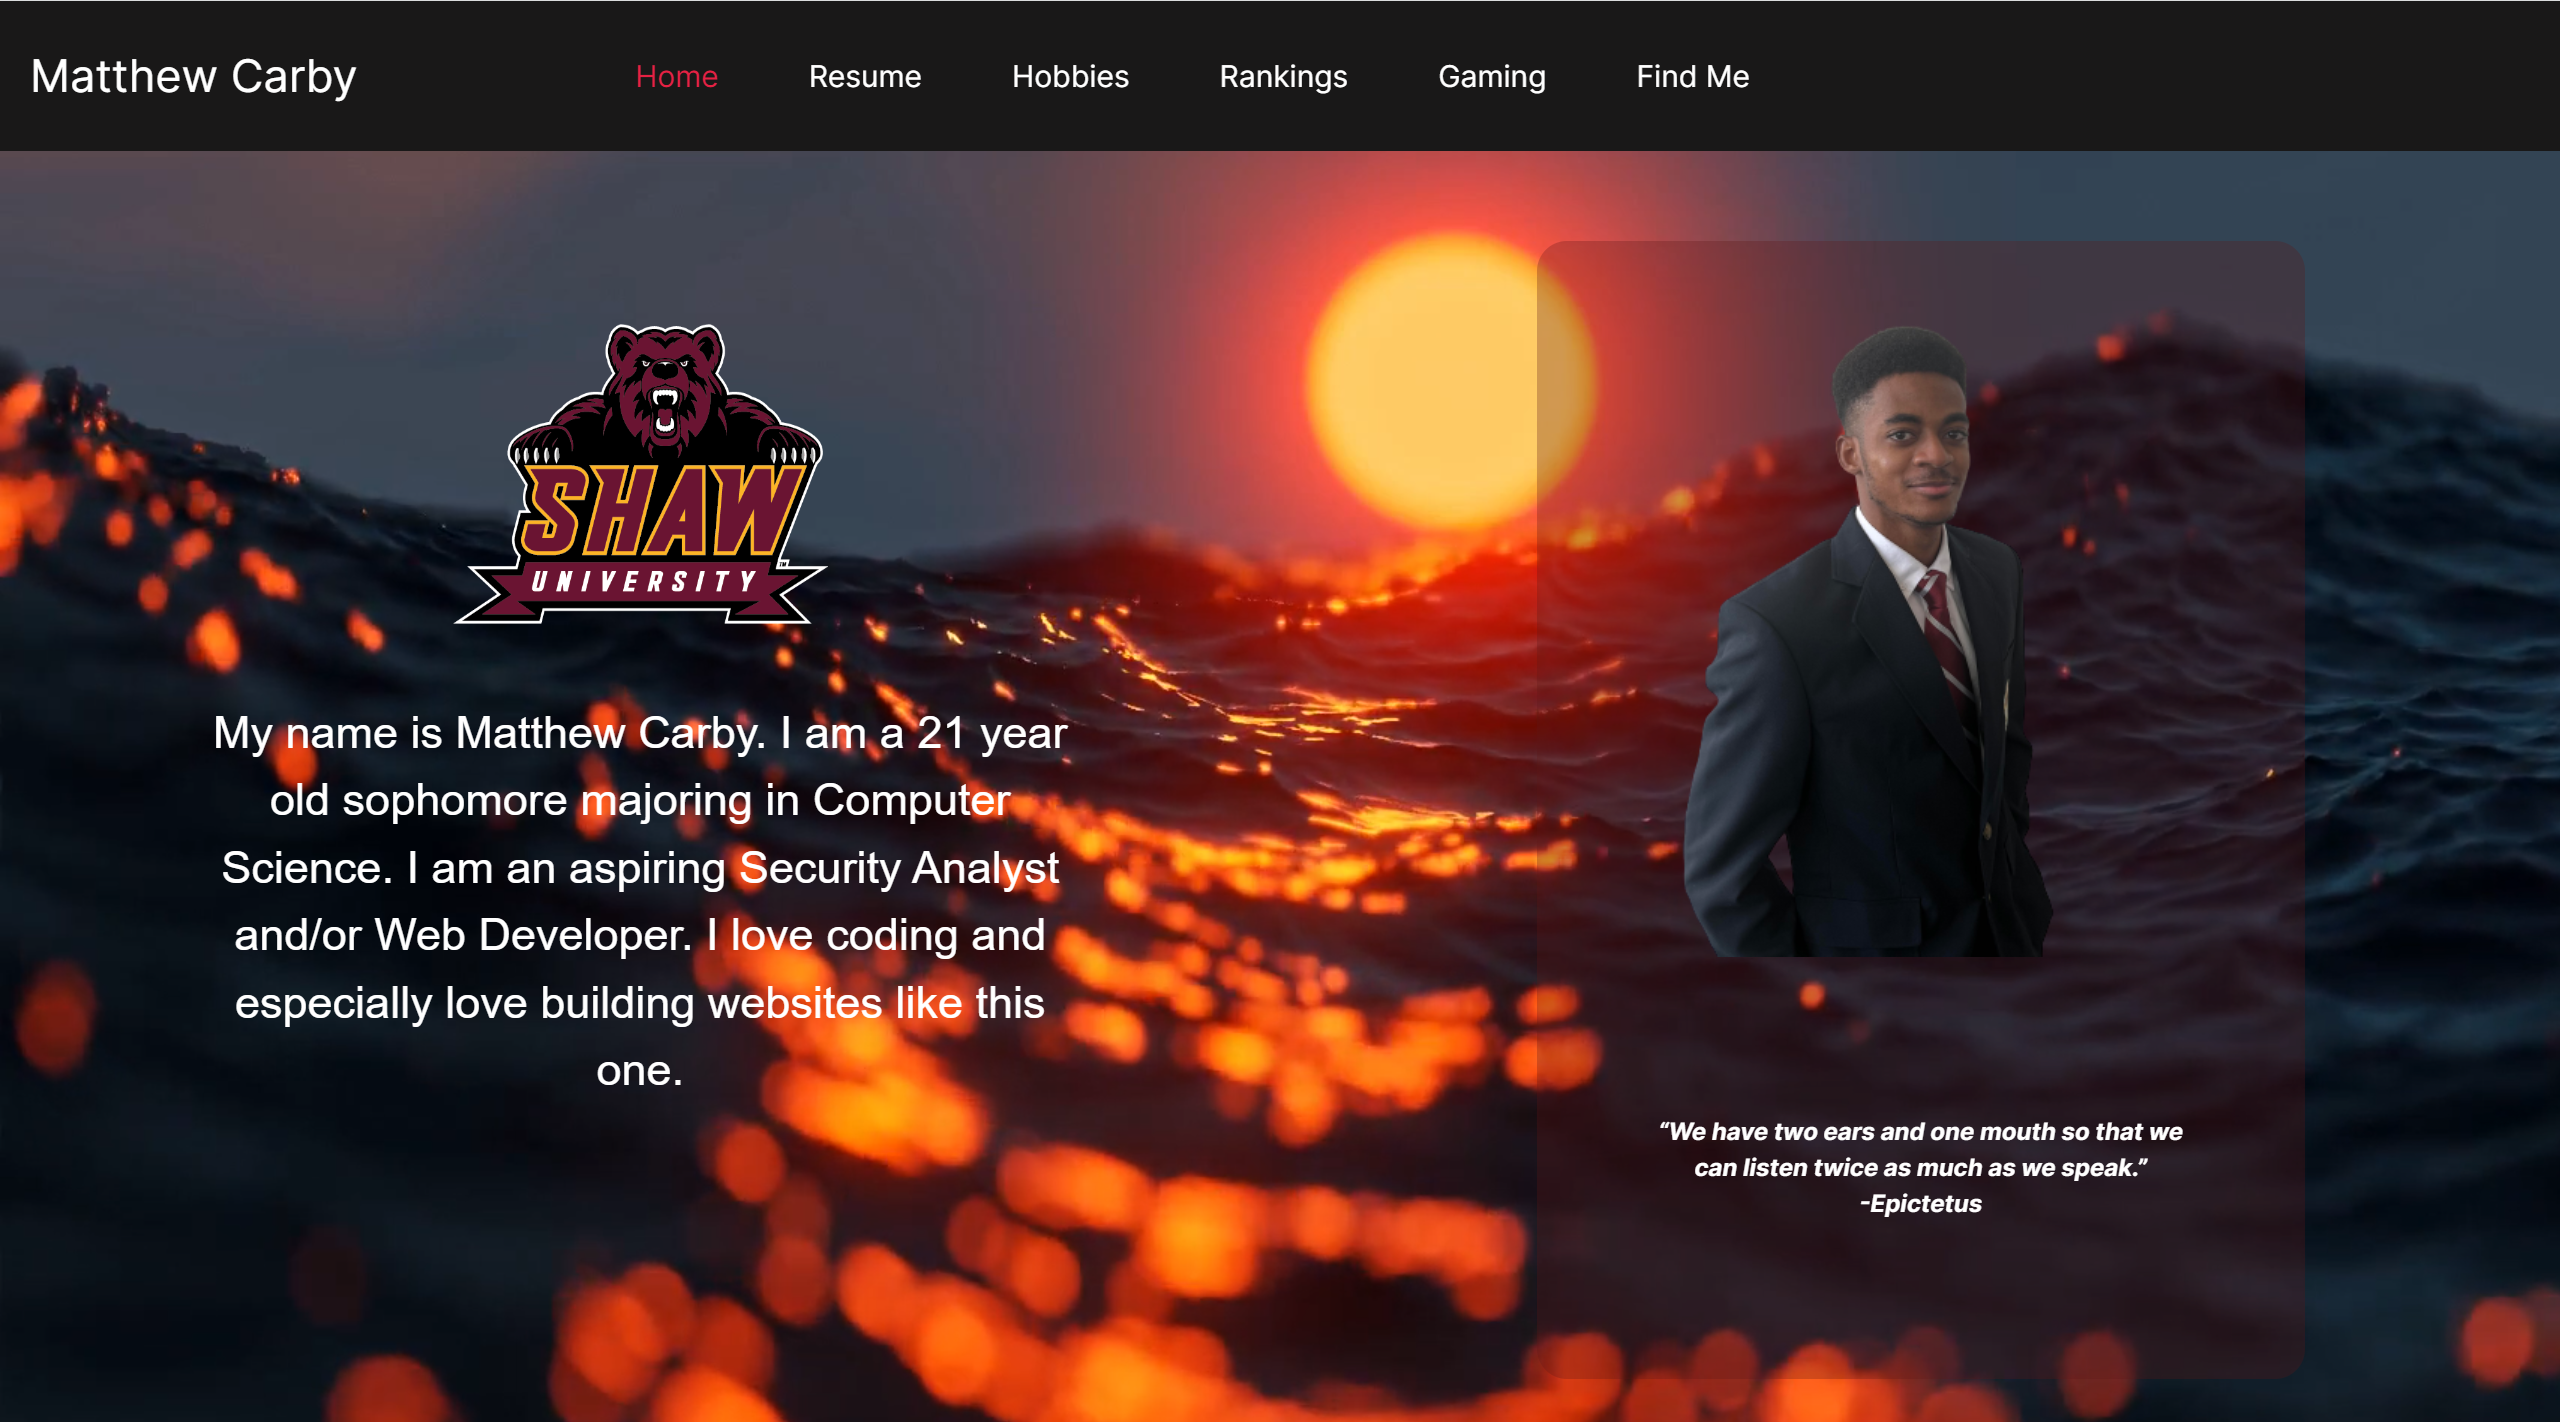 Matthew Carby
Home
Resume
Hobbies
Rankings
Gaming
Find Me
SHAW
UNIVERSITY
My name is Matthew Carby. I am a 21 year
old sophomore majoring in Computer
Science. I am an aspiring Security Analyst
and/or Web Developer. I love coding and
especially love building websites like this
one.
“We have two ears and one mouth so that we
can listen twice as much as we speak.”
-Epictetus